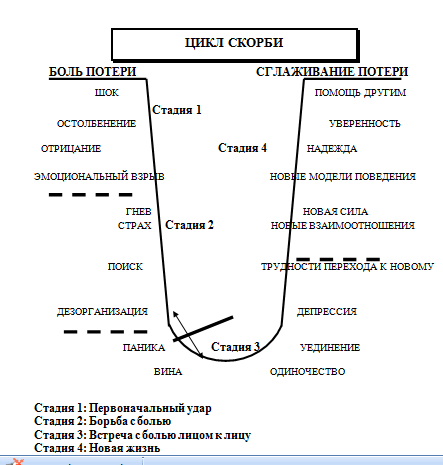 ЦИКЛ СКОРБИ
БОЛЬ ПОТЕРИ
СГЛАЖИВАНИЕ ПОТЕРИ
ШОК
ПОМОЩЬ ДРУГИМ
Стадия 1
ОСТОЛБЕНЕНИЕ
УВЕРЕННОСТЬ
ОТРИЦАНИЕ
Стадия 4
НАДЕЖДА
ЭМОЦИОНАЛЬНЫЙ ВЗРЫВ
НОВЫЕ МОДЕЛИ ПОВЕДЕНИЯ
ГНЕВ
НОВАЯ СИЛА
СТРАХ
Стадия 2
НОВЫЕ ВЗАИМООТНОШЕНИЯ
ПОИСК
ТРУДНОСТИ ПЕРЕХОДА К НОВОМУ
ДЕЗОРГАНИЗАЦИЯ
ДЕПРЕССИЯ
ПАНИКА
Стадия 3
УЕДИНЕНИЕ
ВИНА
ОДИНОЧЕСТВО
Стадия 1: Первоначальный удар
Стадия 2: Борьба с болью
Стадия 3: Встреча с болью лицом к лицу
Стадия 4: Новая жизнь